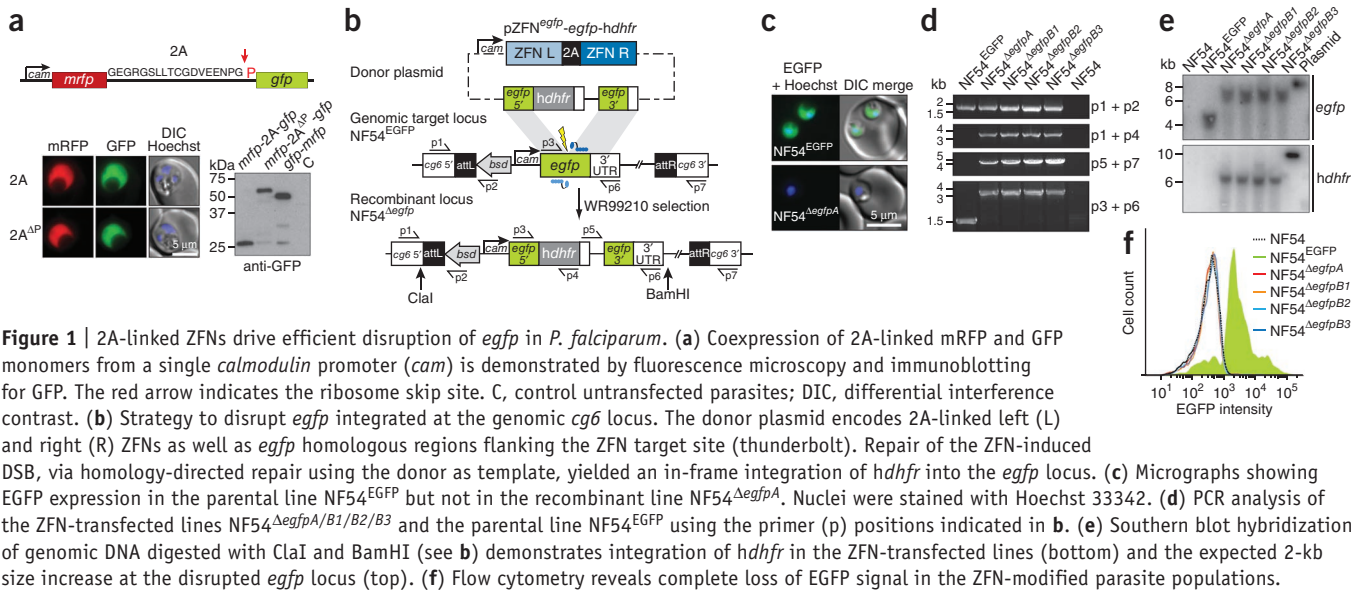 a
2A
GEGRGSLLTCGDVEENPG P
cam
mrfp
gfp
mRFP GFP DIC Hoechst
2A
2AΔP
5 µm
mrfp-2A-gfp
mrfp-2AΔP-gfp
gfp-mrfp
C
kDa
75
50
37
25
anti-GFP
b
pZFNegfp-egfp-hdhfr
cam
ZFN L 2A ZFN R
Donor plasmid
egfp 5′ hdhfr egfp 3′
Genomic target locus
NF54EGFP
p1 cam p3
cg6 5′ attL bsd egfp 3′ UTR attR cg6 3′
p2 p6 p7
WR99210 selection
Recombinant locus
NF54Δegfp
p1 cam p3 p5
cg6 5′ attL bsd egfp 5′ hdhfr egfp 3′ 3′ UTR attR cg6 3′
p2 p4 p6 p7
ClaI BamHI
c
EGFP + Hoechst DIC merge
NF54EGFP
NF54ΔegfpA
5 µm
d
NF54EGFP
NF54ΔegfpA
NF54ΔegfpB1
NF54ΔegfpB2
NF54ΔegfpB3
NF54
kb
2
1.5
p1 + p2
4
3
p1 + p4
5
4
p5 + p7
4
3
1.5
p3 + p6
e
NF54
NF54EGFP
NF54ΔegfpA
NF54ΔegfpB1
NF54ΔegfpB2
NF54ΔegfpB3
Plasmid
kb
8
6
4
3
egfp
10
6
hdhfr
f
NF54
NF54EGFP
NF54ΔegfpA
NF54ΔegfpB1
NF54ΔegfpB2
NF54ΔegfpB3
Cell count
10¹ 10² 10³ 10⁴ 10⁵
EGFP intensity
Figure 1 | 2A-linked ZFNs drive efficient disruption of egfp in P. falciparum. (a) Coexpression of 2A-linked mRFP and GFP
monomers from a single calmodulin promoter (cam) is demonstrated by fluorescence microscopy and immunoblotting
for GFP. The red arrow indicates the ribosome skip site. C, control untransfected parasites; DIC, differential interference
contrast. (b) Strategy to disrupt egfp integrated at the genomic cg6 locus. The donor plasmid encodes 2A-linked left (L)
and right (R) ZFNs as well as egfp homologous regions flanking the ZFN target site (thunderbolt). Repair of the ZFN-induced
DSB, via homology-directed repair using the donor as template, yielded an in-frame integration of hdhfr into the egfp locus. (c) Micrographs showing
EGFP expression in the parental line NF54EGFP but not in the recombinant line NF54ΔegfpA. Nuclei were stained with Hoechst 33342. (d) PCR analysis of
the ZFN-transfected lines NF54ΔegfpA/B1/B2/B3 and the parental line NF54EGFP using the primer (p) positions indicated in b. (e) Southern blot hybridization
of genomic DNA digested with ClaI and BamHI (see b) demonstrates integration of hdhfr in the ZFN-transfected lines (bottom) and the expected 2-kb
size increase at the disrupted egfp locus (top). (f) Flow cytometry reveals complete loss of EGFP signal in the ZFN-modified parasite populations.